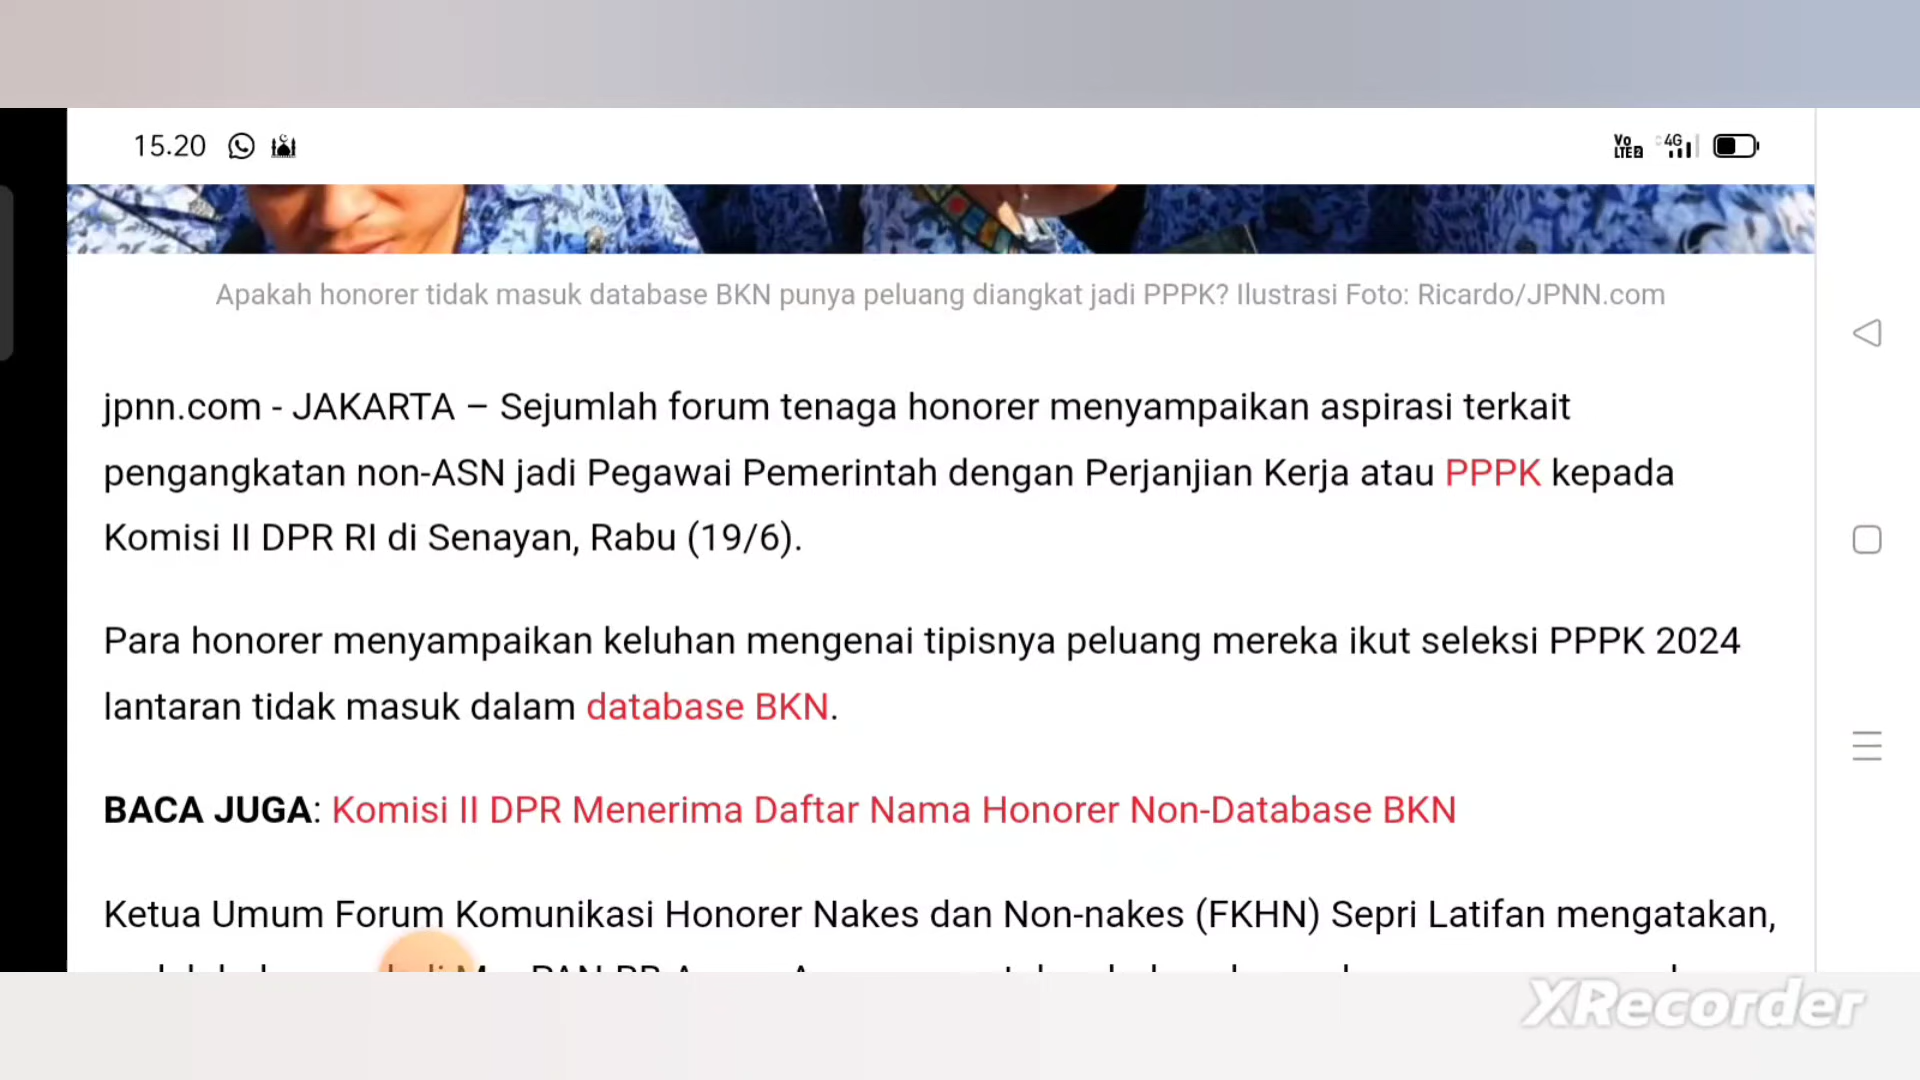 15.20
Vo
LTE2
4G
Apakah honorer tidak masuk database BKN punya peluang diangkat jadi PPPK? Ilustrasi Foto: Ricardo/JPNN.com
jpnn.com - JAKARTA – Sejumlah forum tenaga honorer menyampaikan aspirasi terkait
pengangkatan non-ASN jadi Pegawai Pemerintah dengan Perjanjian Kerja atau PPPK kepada
Komisi II DPR RI di Senayan, Rabu (19/6).
Para honorer menyampaikan keluhan mengenai tipisnya peluang mereka ikut seleksi PPPK 2024
lantaran tidak masuk dalam database BKN.
BACA JUGA: Komisi II DPR Menerima Daftar Nama Honorer Non-Database BKN
Ketua Umum Forum Komunikasi Honorer Nakes dan Non-nakes (FKHN) Sepri Latifan mengatakan,
XRecorder